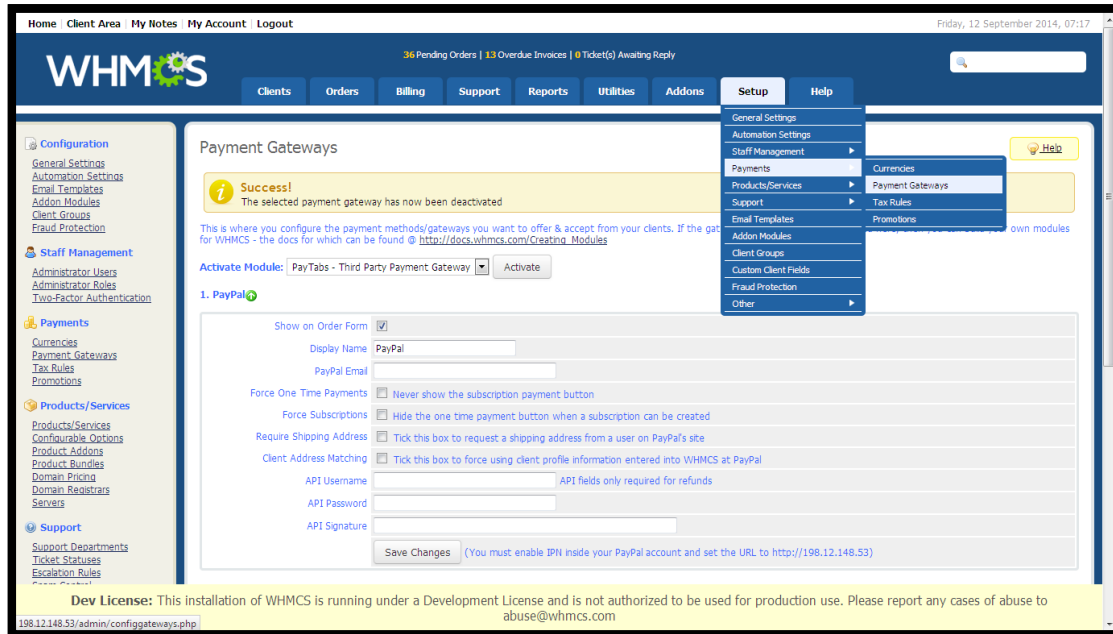 Home | Client Area | My Notes | My Account | Logout
Friday, 12 September 2014, 07:17
WHMCS
36 Pending Orders | 13 Overdue Invoices | 0 Ticket(s) Awaiting Reply
Clients Orders Billing Support Reports Utilities Addons Setup Help
General Settings
Automation Settings
Staff Management
Payments
Products/Services
Support
Email Templates
Addon Modules
Client Groups
Custom Client Fields
Fraud Protection
Other
Currencies
Payment Gateways
Tax Rules
Promotions
Configuration
General Settings
Automation Settings
Email Templates
Addon Modules
Client Groups
Fraud Protection
Staff Management
Administrator Users
Administrator Roles
Two-Factor Authentication
Payments
Currencies
Payment Gateways
Tax Rules
Promotions
Products/Services
Products/Services
Configurable Options
Product Addons
Product Bundles
Domain Pricing
Domain Registrars
Servers
Support
Support Departments
Ticket Statuses
Escalation Rules
Payment Gateways
Help
Success!
The selected payment gateway has now been deactivated
This is where you configure the payment methods/gateways you want to offer & accept from your clients. If the gat own modules
for WHMCS - the docs for which can be found @ http://docs.whmcs.com/Creating_Modules
Activate Module: PayTabs - Third Party Payment Gateway Activate
1. PayPal
Show on Order Form
Display Name PayPal
PayPal Email
Force One Time Payments Never show the subscription payment button
Force Subscriptions Hide the one time payment button when a subscription can be created
Require Shipping Address Tick this box to request a shipping address from a user on PayPal's site
Client Address Matching Tick this box to force using client profile information entered into WHMCS at PayPal
API Username API fields only required for refunds
API Password
API Signature
Save Changes (You must enable IPN inside your PayPal account and set the URL to http://198.12.148.53)
Dev License: This installation of WHMCS is running under a Development License and is not authorized to be used for production use. Please report any cases of abuse to
abuse@whmcs.com
198.12.148.53/admin/configgateways.php